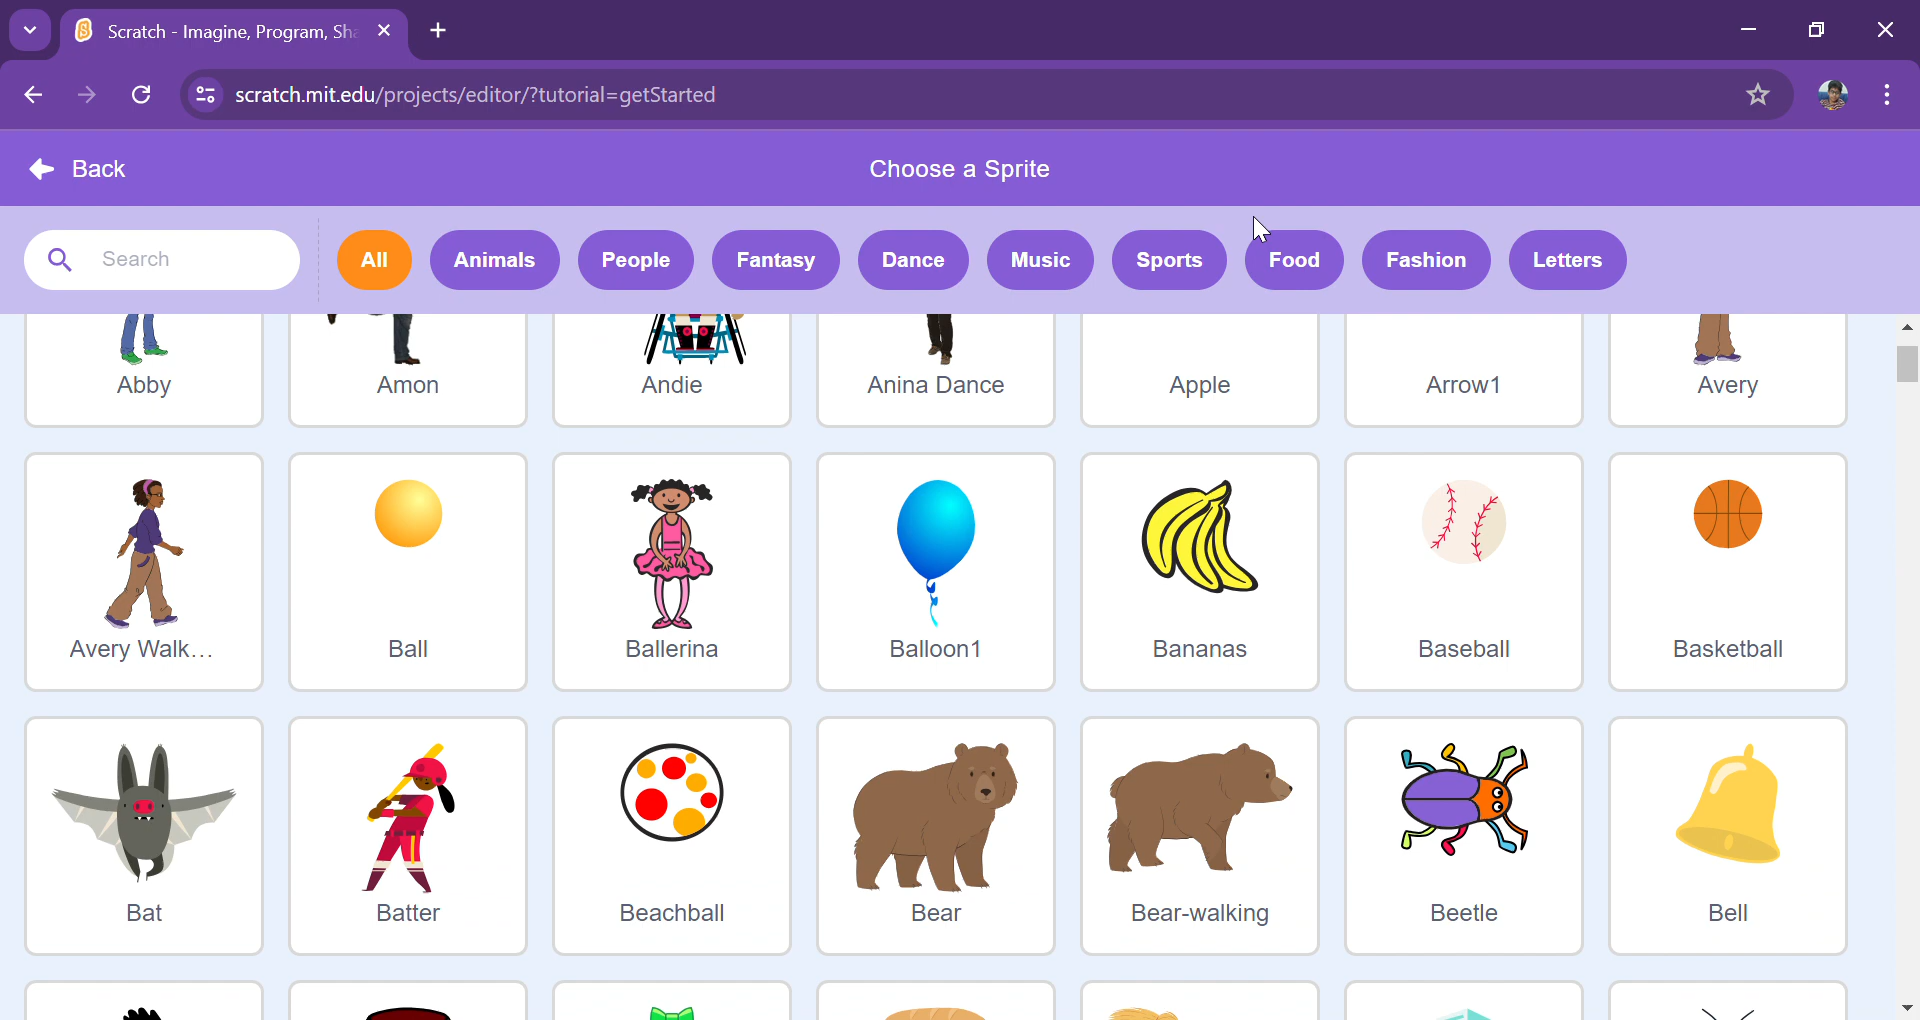 Scratch - Imagine, Program, Sha
scratch.mit.edu/projects/editor/?tutorial=getStarted
Back
Choose a Sprite
Search
All Animals People Fantasy Dance Music Sports Food Fashion Letters
Abby Amon Andie Anina Dance Apple Arrow1 Avery
Avery Walk... Ball Ballerina Balloon1 Bananas Baseball Basketball
Bat Batter Beachball Bear Bear-walking Beetle Bell